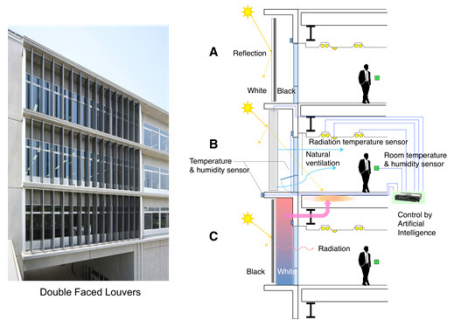 A
Reflection
White
Black
B
Radiation temperature sensor
Natural
ventilation
Temperature
& humidity sensor
Room temperature
& humidity sensor
Control by
Artificial
Intelligence
C
Radiation
Black
White
Double Faced Louvers